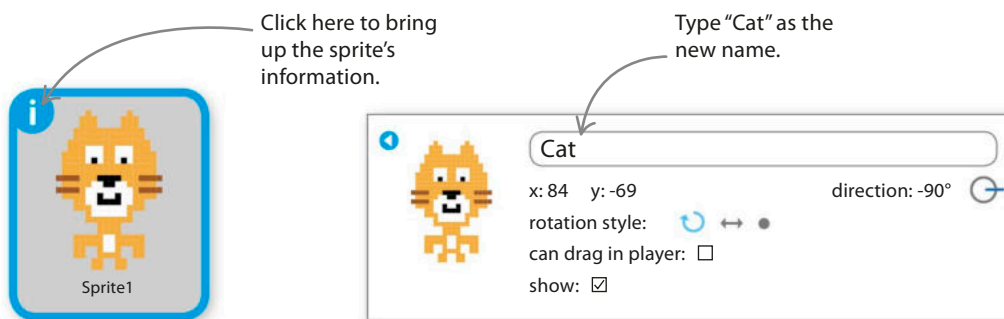 Click here to bring
up the sprite's
information.
i
Sprite1
Type “Cat” as the
new name.
Cat
x: 84 y: -69 direction: -90°
rotation style:
can drag in player:
show: